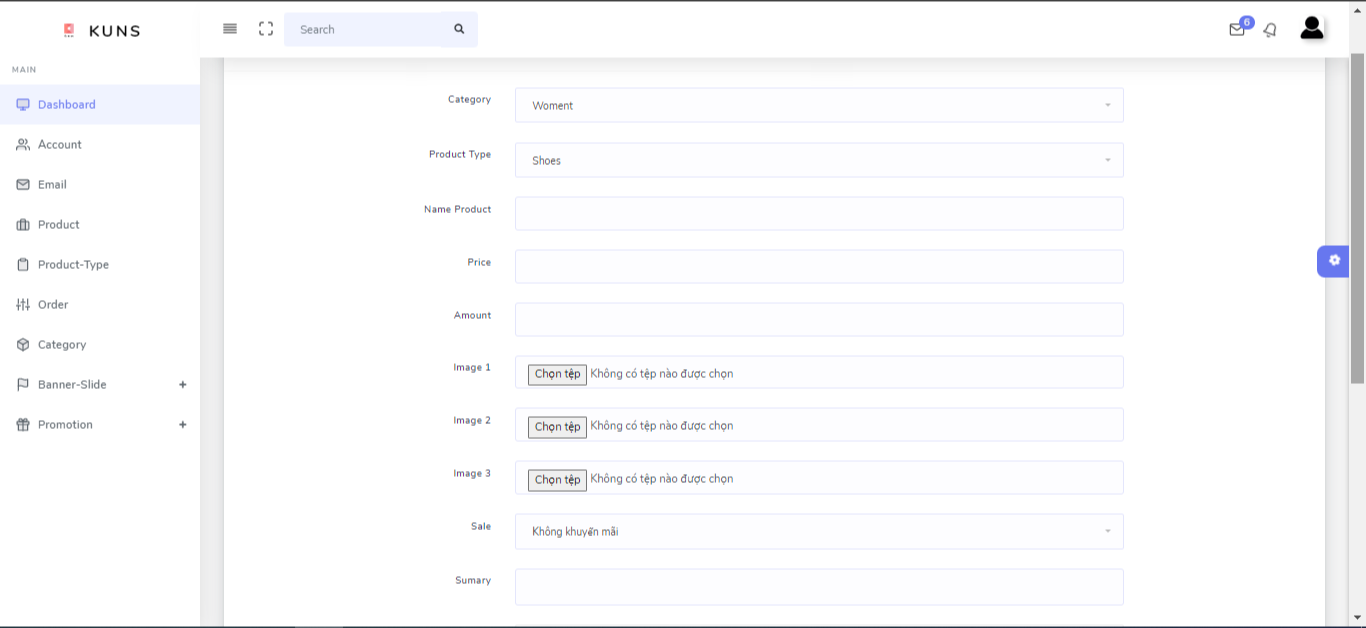 KUNS
Search
6
MAIN
Dashboard
Account
Email
Product
Product-Type
Order
Category
Banner-Slide +
Promotion +
Category Woment
Product Type Shoes
Name Product
Price
Amount
Image 1 Chọn tệp Không có tệp nào được chọn
Image 2 Chọn tệp Không có tệp nào được chọn
Image 3 Chọn tệp Không có tệp nào được chọn
Sale Không khuyến mãi
Sumary